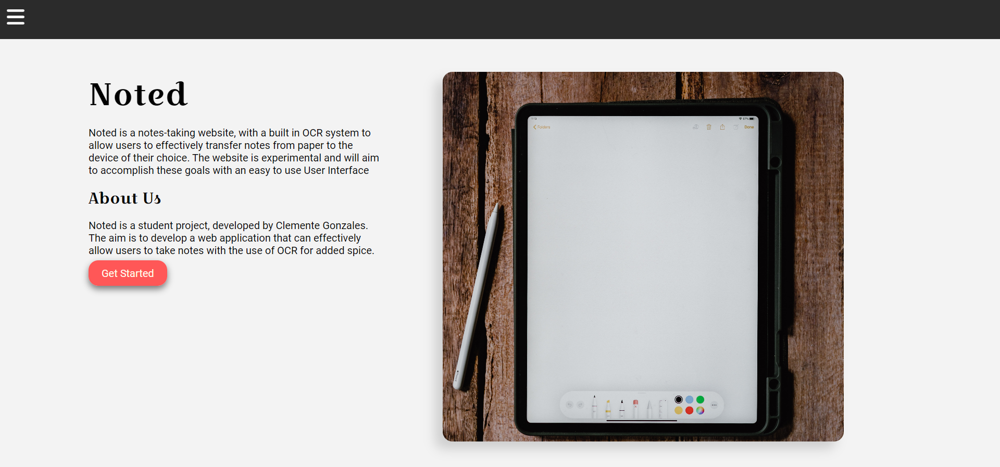 Noted
Noted is a notes-taking website, with a built in OCR system to
allow users to effectively transfer notes from paper to the
device of their choice. The website is experimental and will aim
to accomplish these goals with an easy to use User Interface
About Us
Noted is a student project, developed by Clemente Gonzales.
The aim is to develop a web application that can effectively
allow users to take notes with the use of OCR for added spice.
Get Started
1:13
67%
Folders
Done